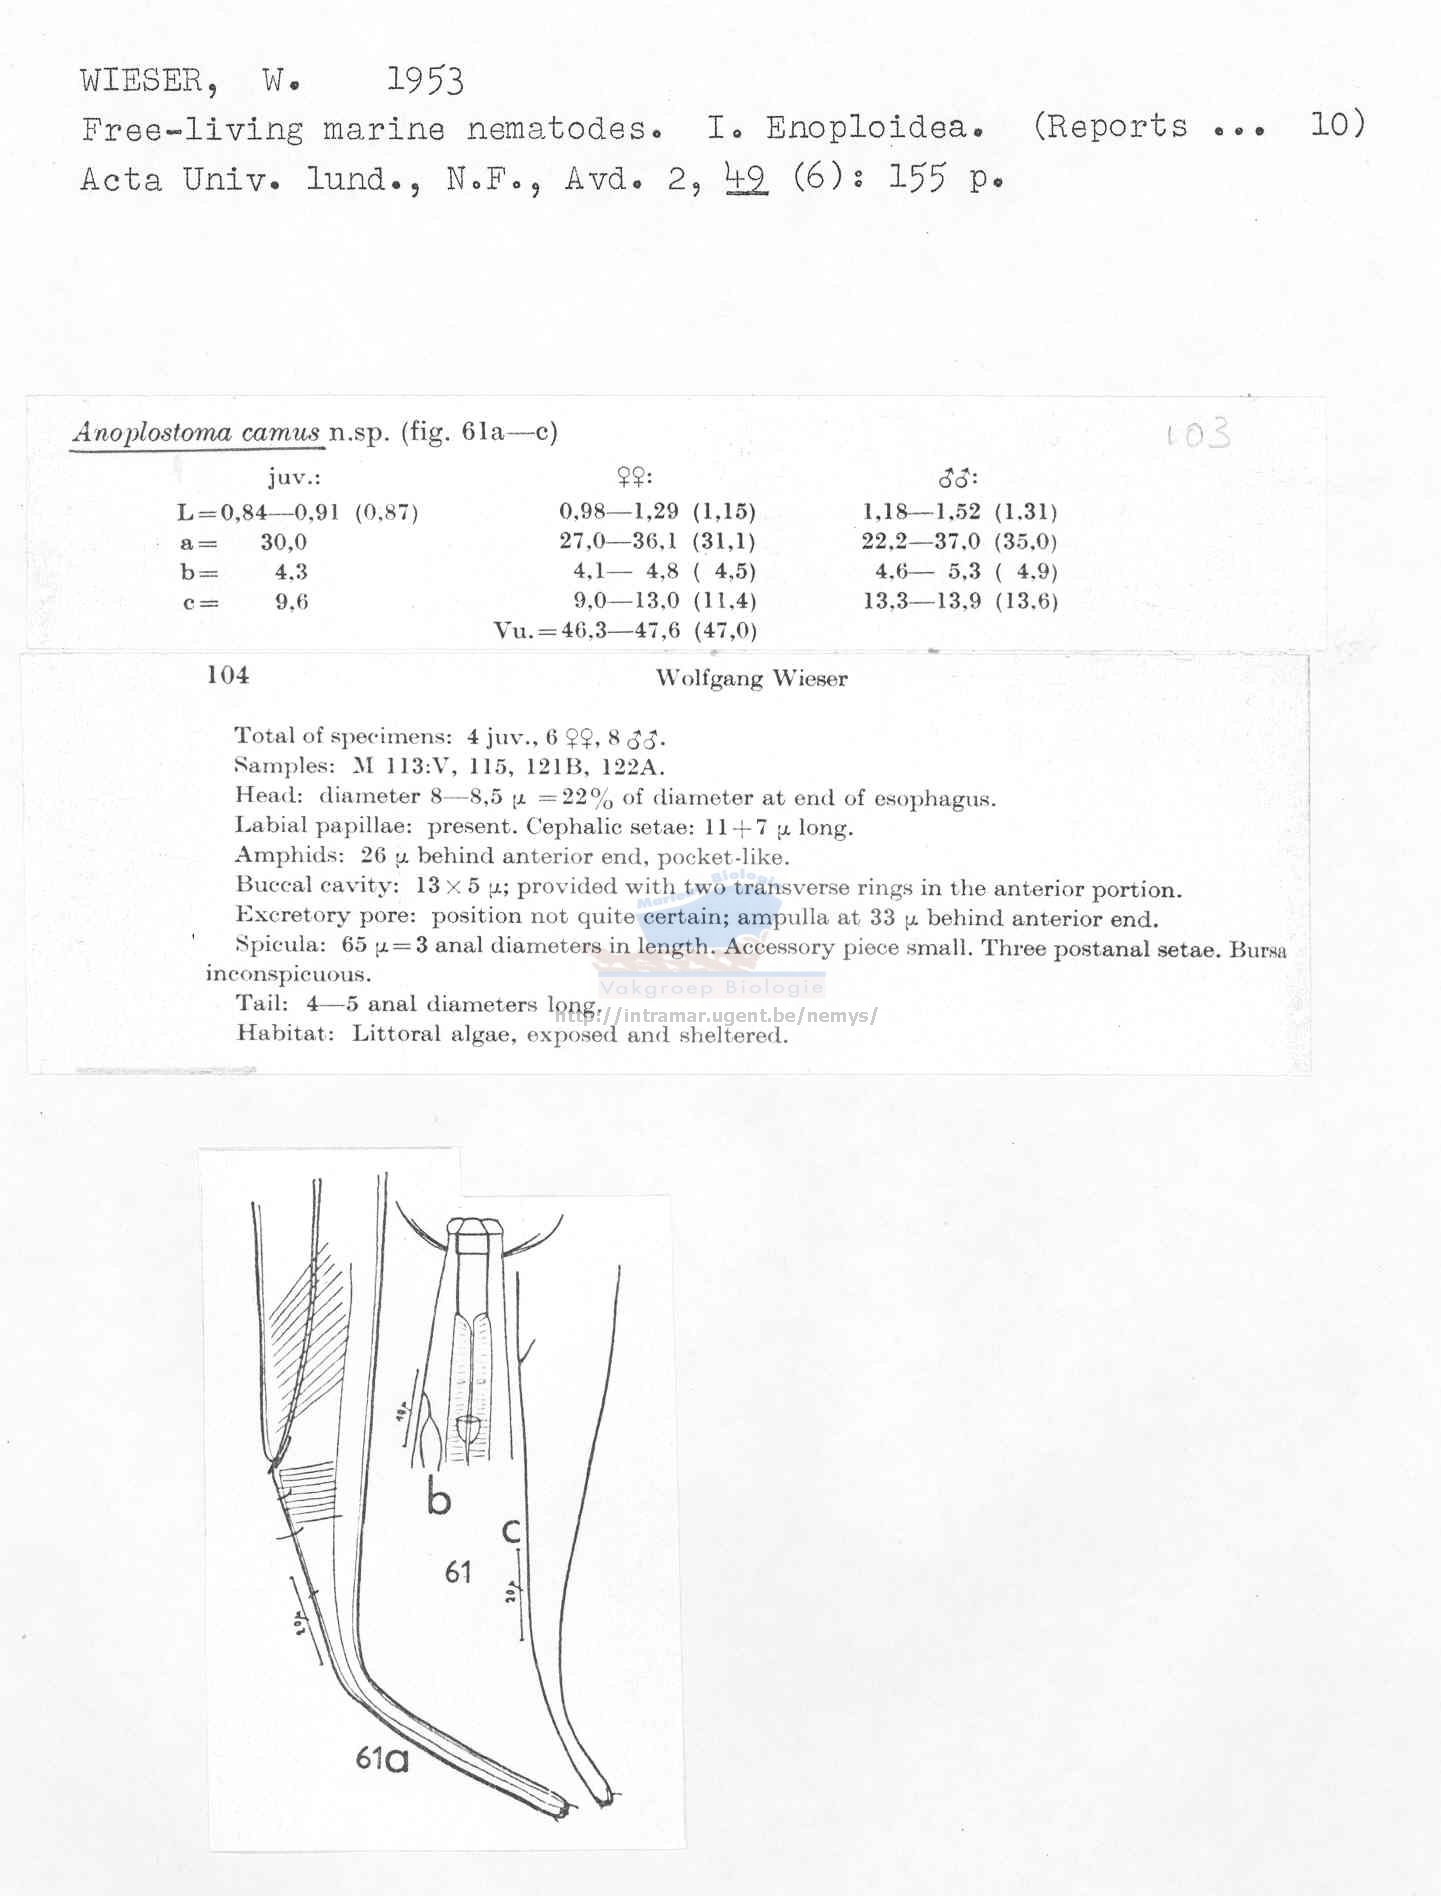 WIESER, W. 1953
Free-living marine nematodes. I. Enoploidea. (Reports ... 10)
Acta Univ. lund., N.F., Avd. 2, 49 (6): 155 p.
Anoplostoma camus n.sp. (fig. 61a—c)
103
juv.: ♀♀: ♂♂:
L=0,84—0,91 (0,87) 0,98—1,29 (1,15) 1,18—1,52 (1,31)
a= 30,0 27,0—36,1 (31,1) 22,2—37,0 (35,0)
b= 4,3 4,1— 4,8 ( 4,5) 4,6— 5,3 ( 4,9)
c= 9,6 9,0—13,0 (11,4) 13,3—13,9 (13,6)
Vu.=46,3—47,6 (47,0)
104 Wolfgang Wieser
Total of specimens: 4 juv., 6 ♀♀, 8 ♂♂.
Samples: M 113:V, 115, 121B, 122A.
Head: diameter 8—8,5 µ =22% of diameter at end of esophagus.
Labial papillae: present. Cephalic setae: 11+7 µ long.
Amphids: 26 µ behind anterior end, pocket-like.
Buccal cavity: 13×5 µ; provided with two transverse rings in the anterior portion.
Excretory pore: position not quite certain; ampulla at 33 µ behind anterior end.
Spicula: 65 µ=3 anal diameters in length. Accessory piece small. Three postanal setae. Bursa
inconspicuous.
Tail: 4—5 anal diameters long.
Habitat: Littoral algae, exposed and sheltered.
Mariene Biologie
Vakgroep Biologie
http://intramar.ugent.be/nemys/
10µ
b
c
61
20µ
20µ
61a